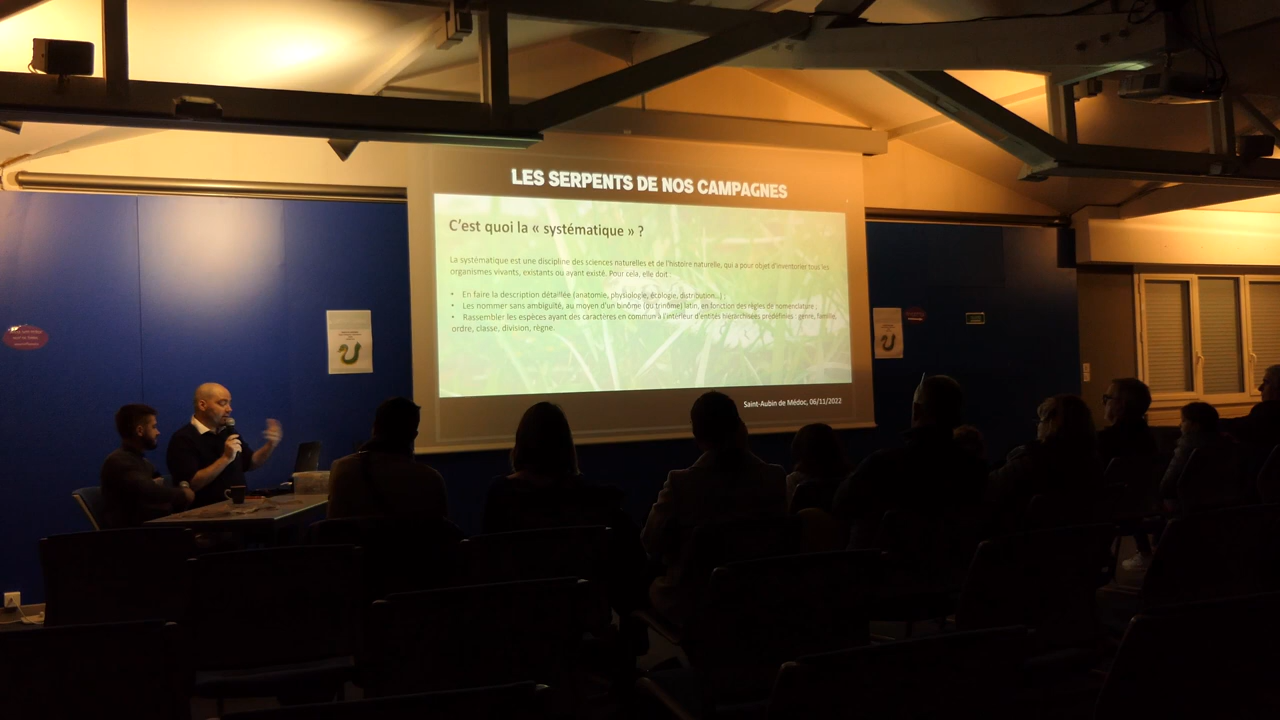 LES SERPENTS DE NOS CAMPAGNES
C'est quoi la « systématique » ?
La systématique est une discipline des sciences naturelles et de l'histoire naturelle, qui a pour objet d'inventorier tous les
organismes vivants, existants ou ayant existé. Pour cela, elle doit :
• En faire la description détaillée (anatomie, physiologie, écologie, distribution...) ;
• Les nommer sans ambiguïté, au moyen d'un binôme (ou trinôme) latin, en fonction des règles de nomenclature ;
• Rassembler les espèces ayant des caractères en commun à l'intérieur d'entités hiérarchisées prédéfinies : genre, famille,
ordre, classe, division, règne.
Saint-Aubin de Médoc, 06/11/2022